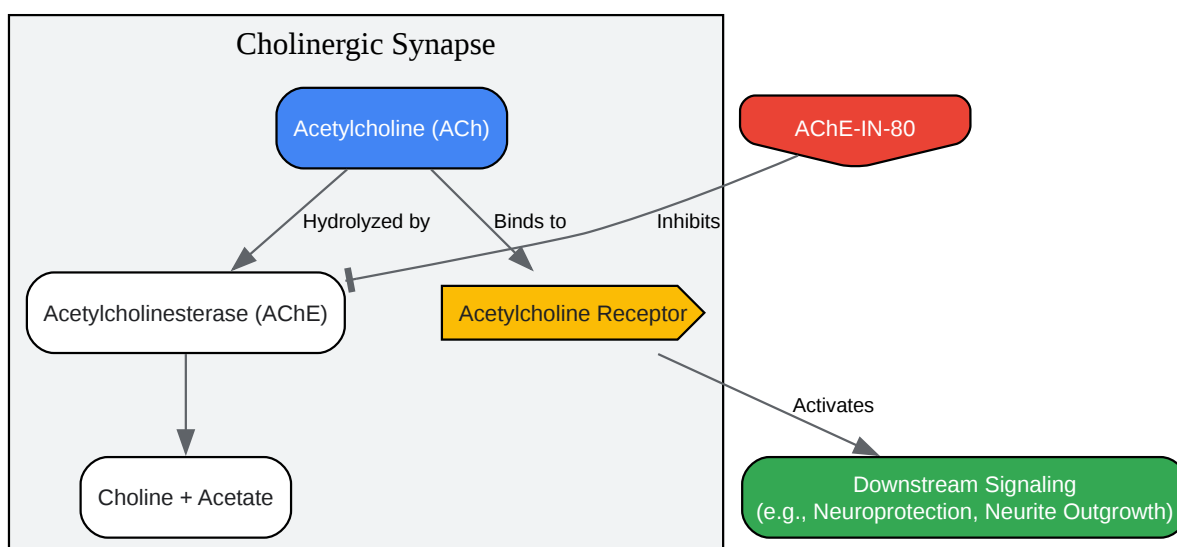 Cholinergic Synapse
Acetylcholine (ACh)
AChE-IN-80
Hydrolyzed by
Binds to
Inhibits
Acetylcholinesterase (AChE)
Acetylcholine Receptor
Activates
Choline + Acetate
Downstream Signaling
(e.g., Neuroprotection, Neurite Outgrowth)